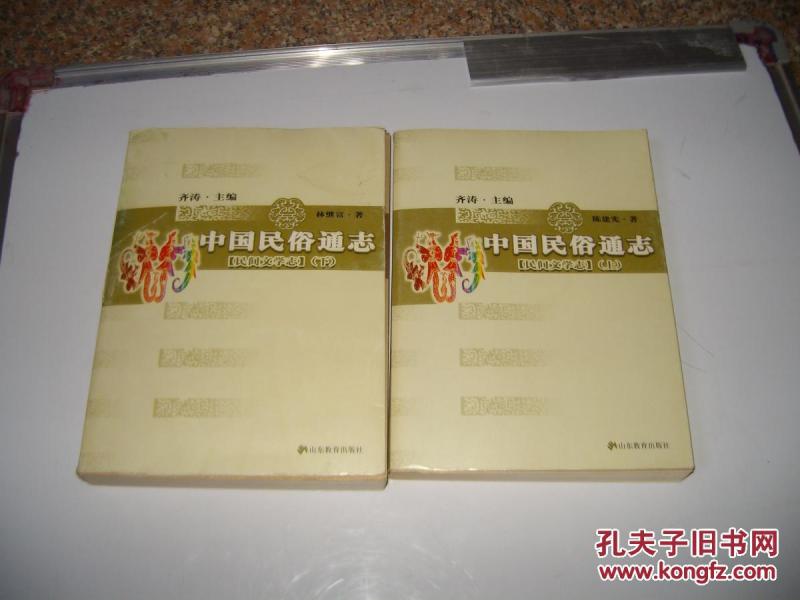 齐涛·主编
林继富·著
中国民俗通志
【民间文学志】(下)
山东教育出版社
齐涛·主编
陈建宪·著
中国民俗通志
【民间文学志】(上)
山东教育出版社
孔夫子旧书网
www.kongfz.com